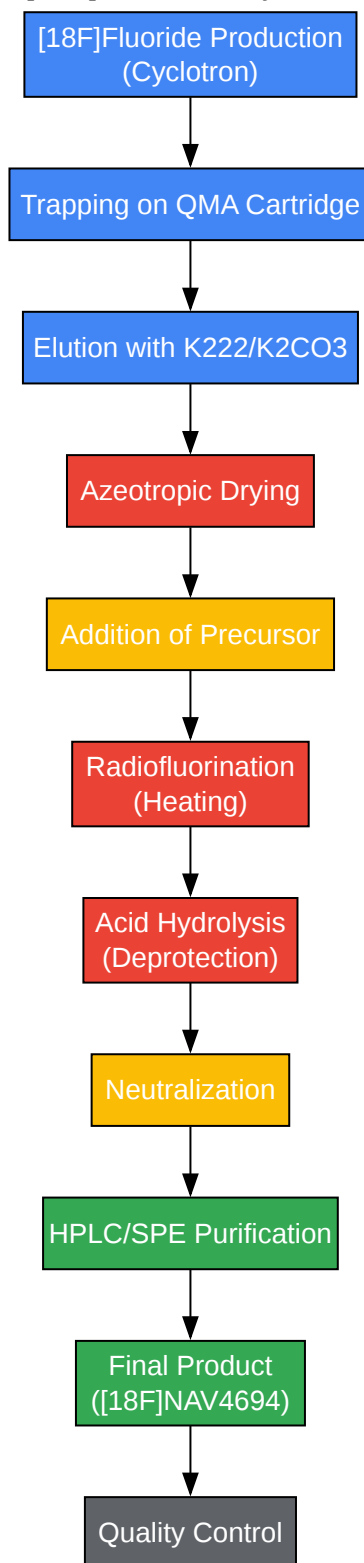 [18F]Fluoride Production
(Cyclotron)
Trapping on QMA Cartridge
Elution with K222/K2CO3
Azeotropic Drying
Addition of Precursor
Radiofluorination
(Heating)
Acid Hydrolysis
(Deprotection)
Neutralization
HPLC/SPE Purification
Final Product
([18F]NAV4694)
Quality Control